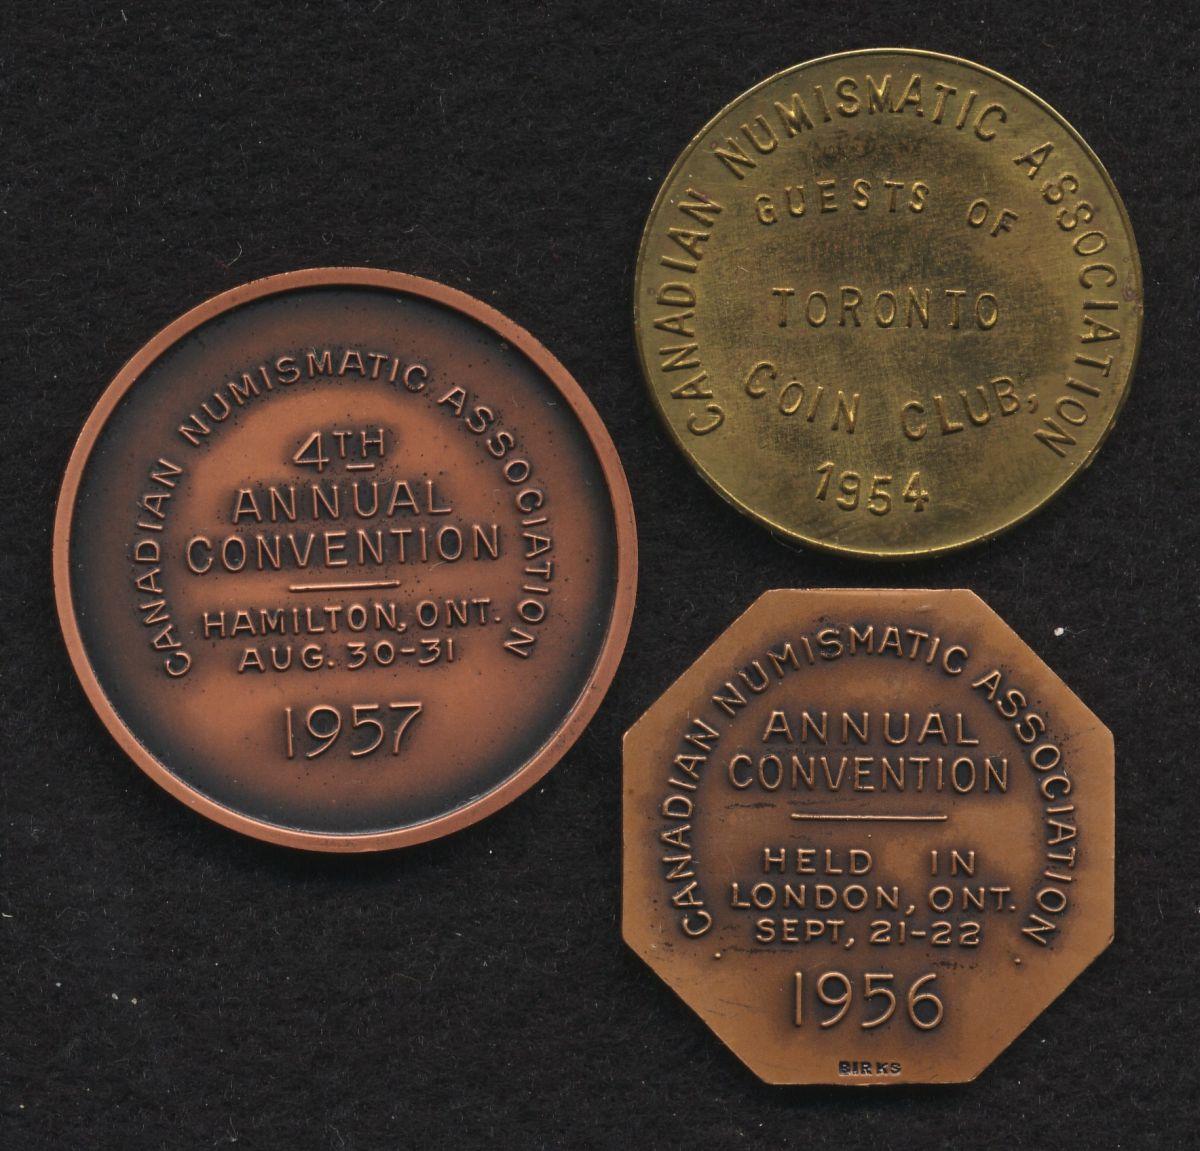 CANADIAN NUMISMATIC ASSOCIATION
GUESTS OF
TORONTO
COIN CLUB,
1954
CANADIAN NUMISMATIC ASSOCIATION
4TH
ANNUAL
CONVENTION
HAMILTON, ONT.
AUG. 30-31
1957
CANADIAN NUMISMATIC ASSOCIATION
ANNUAL
CONVENTION
HELD IN
LONDON, ONT.
SEPT, 21-22
1956
BIRKS